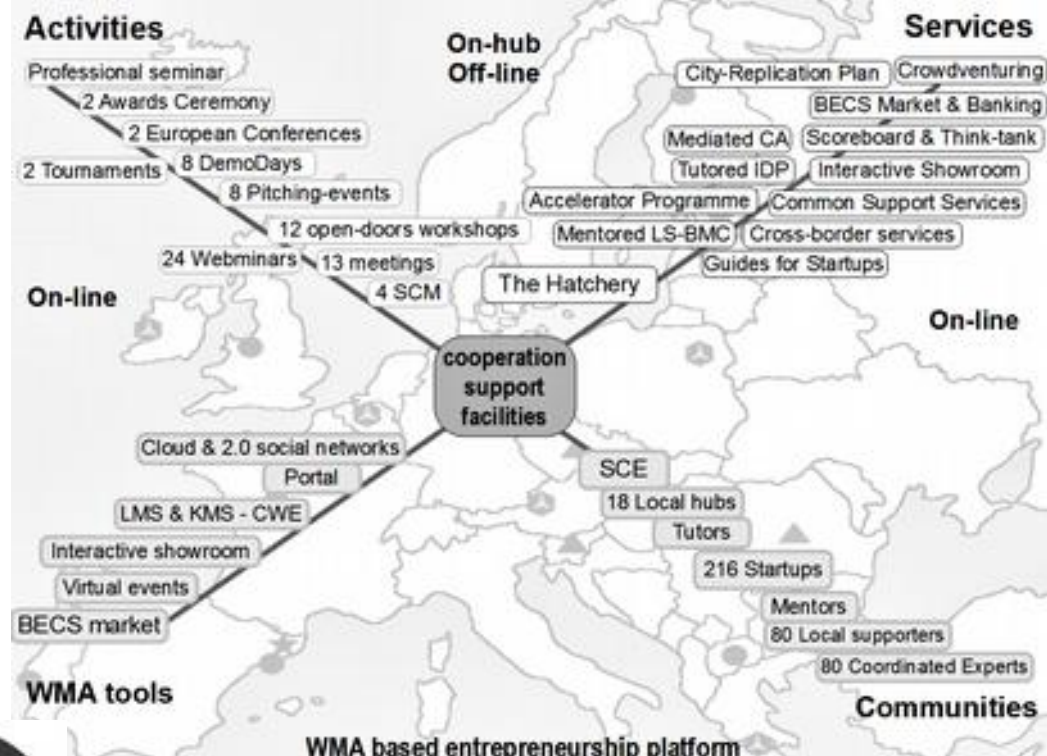 Activities
Professional seminar
2 Awards Ceremony
2 European Conferences
2 Tournaments
8 DemoDays
8 Pitching-events
12 open-doors workshops
24 Webminars
13 meetings
4 SCM
On-hub
Off-line
Services
City-Replication Plan
Crowdventuring
BECS Market & Banking
Mediated CA
Scoreboard & Think-tank
Tutored IDP
Interactive Showroom
Accelerator Programme
Common Support Services
Mentored LS-BMC
Cross-border services
Guides for Startups
The Hatchery
On-line
On-line
cooperation
support
facilities
Cloud & 2.0 social networks
Portal
LMS & KMS - CWE
Interactive showroom
Virtual events
BECS market
WMA tools
SCE
18 Local hubs
Tutors
216 Startups
Mentors
80 Local supporters
80 Coordinated Experts
Communities
WMA based entrepreneurship platform